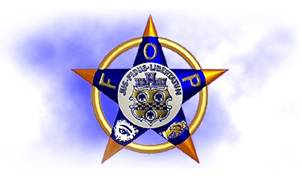 F O P
JUS • FIDUS • LIBERTATUM